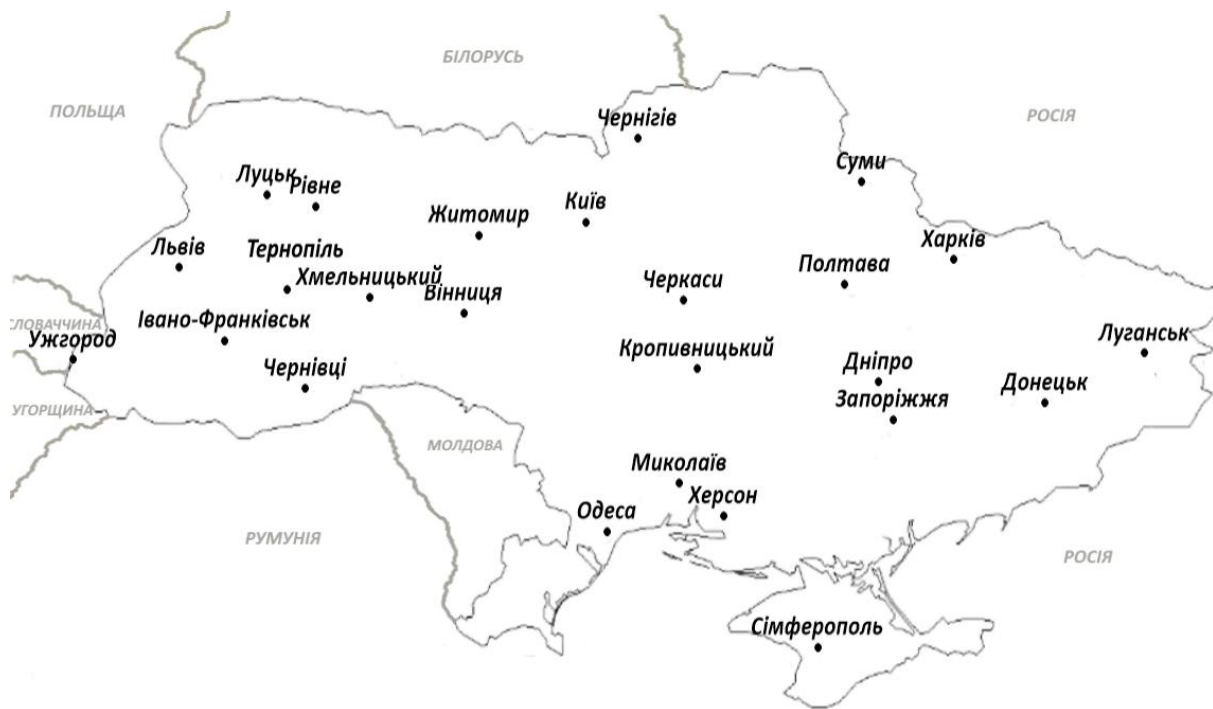 БІЛОРУСЬ
ПОЛЬЩА
РОСІЯ
Чернігів
Суми
Луцьк
Рівне
Житомир
Київ
Харків
Львів
Тернопіль
Хмельницький
Вінниця
Черкаси
Полтава
СЛОВАЧЧИНА
Ужгород
Івано-Франківськ
Чернівці
Кропивницький
Дніпро
Запоріжжя
Донецьк
Луганськ
УГОРЩИНА
МОЛДОВА
Миколаїв
Херсон
Одеса
РУМУНІЯ
РОСІЯ
Сімферополь